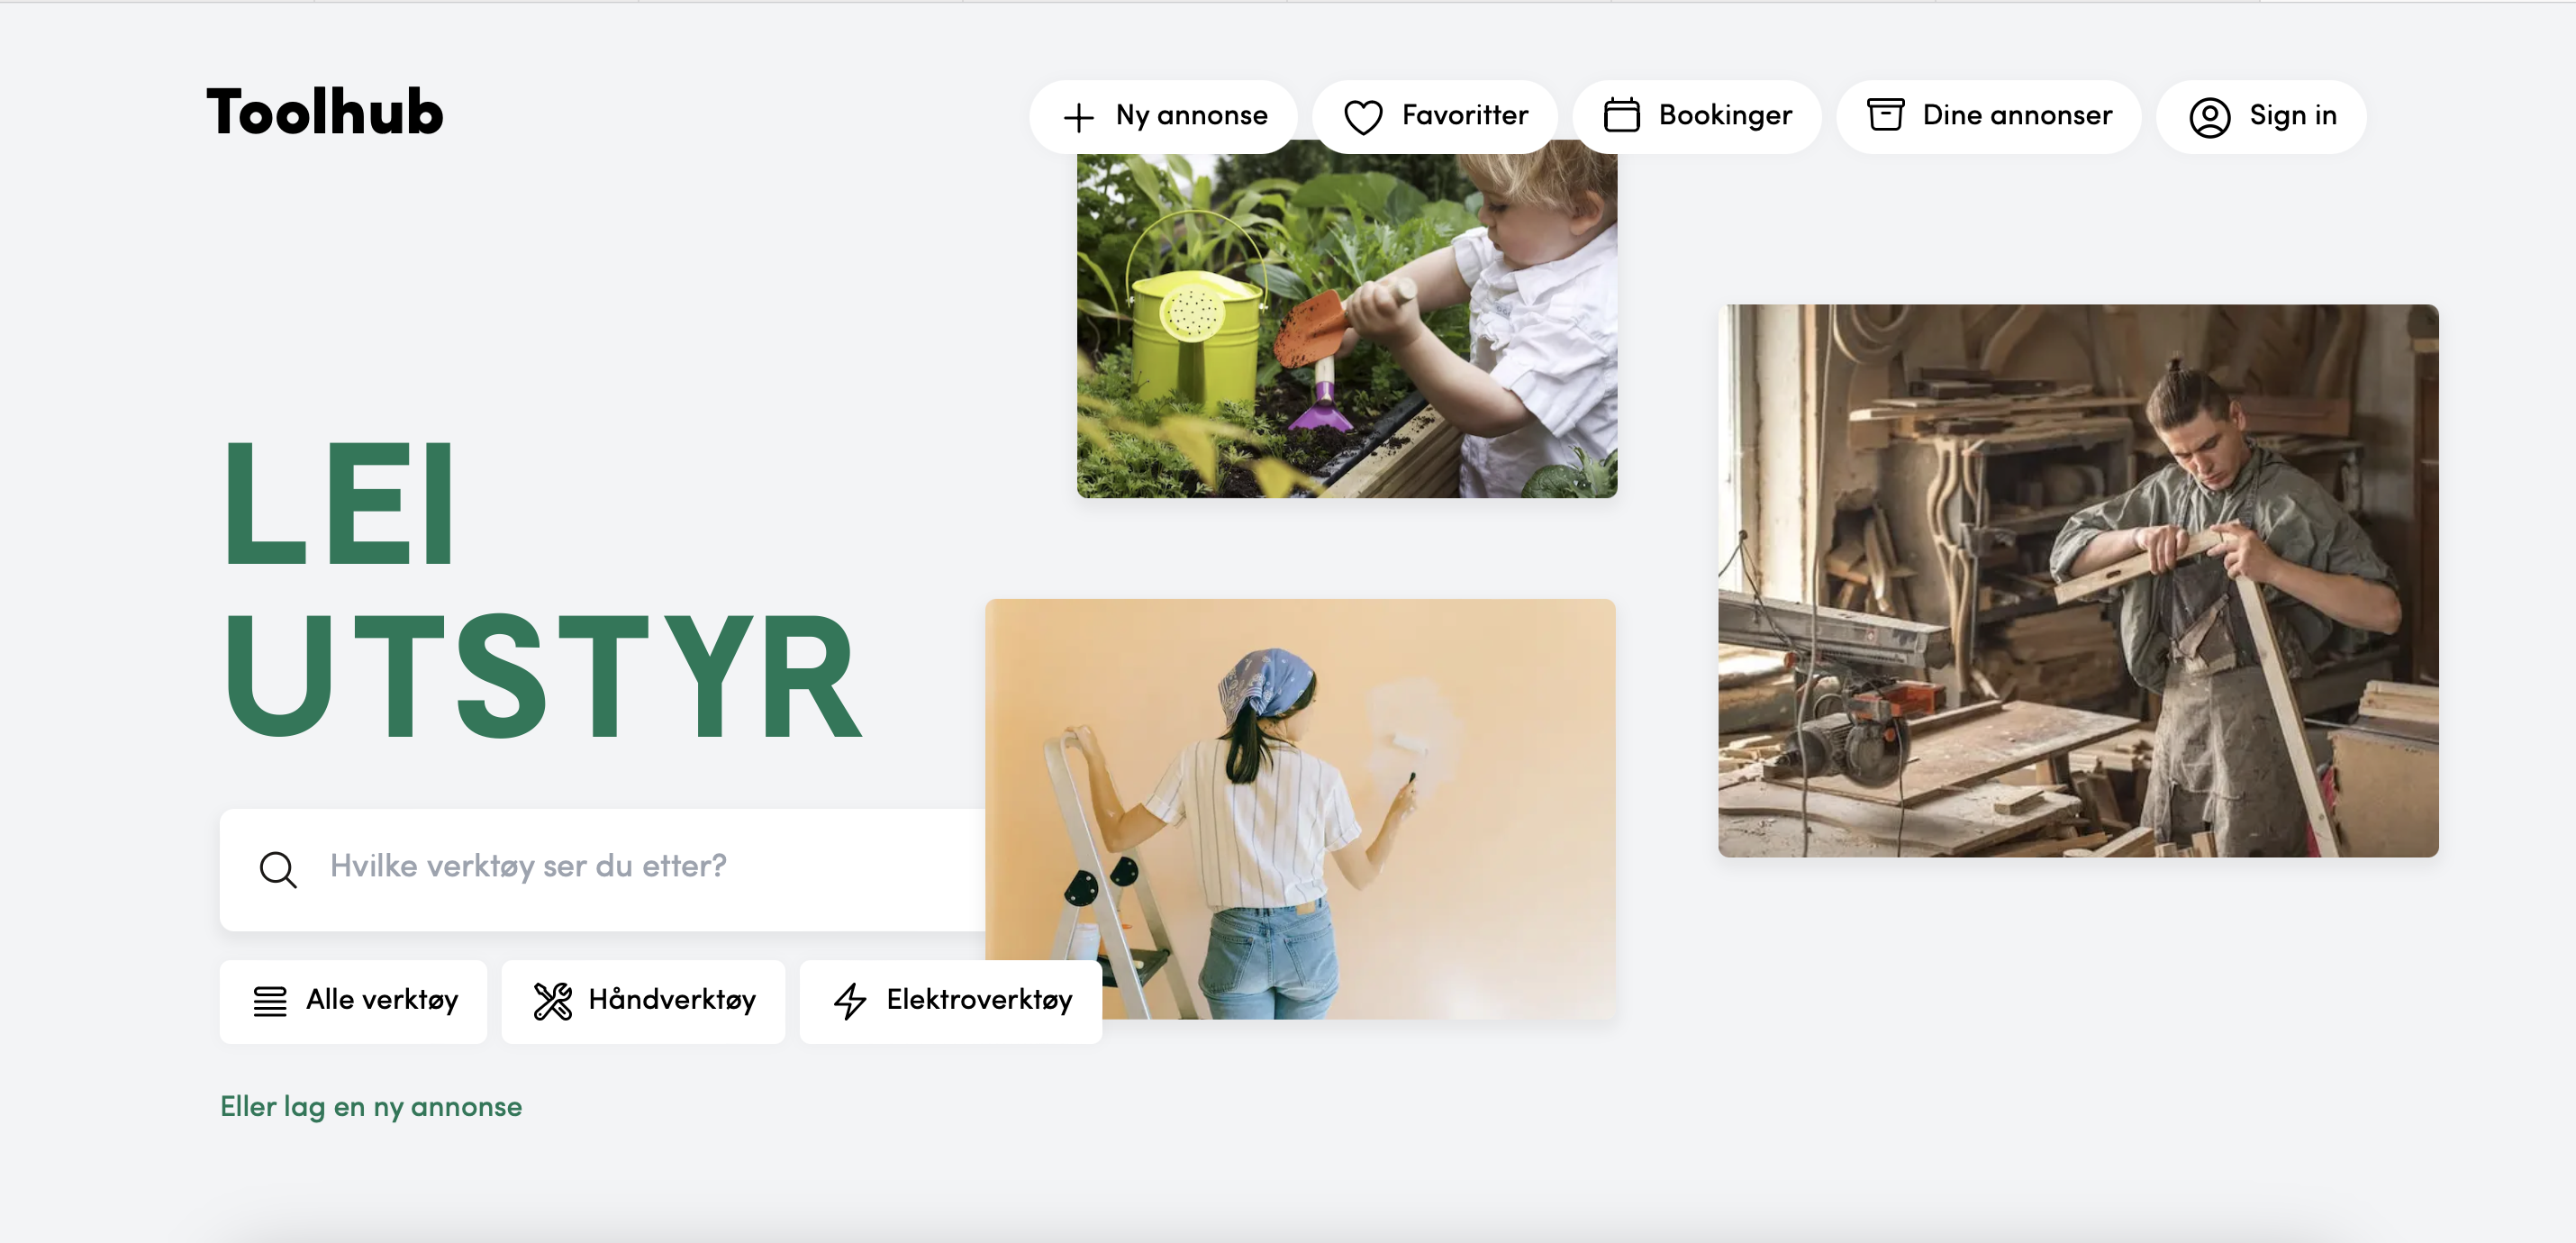 Toolhub
Ny annonse
Favoritter
Bookinger
Dine annonser
Sign in
LEI
UTSTYR
Hvilke verktøy ser du etter?
Alle verktøy
Håndverktøy
Elektroverktøy
Eller lag en ny annonse